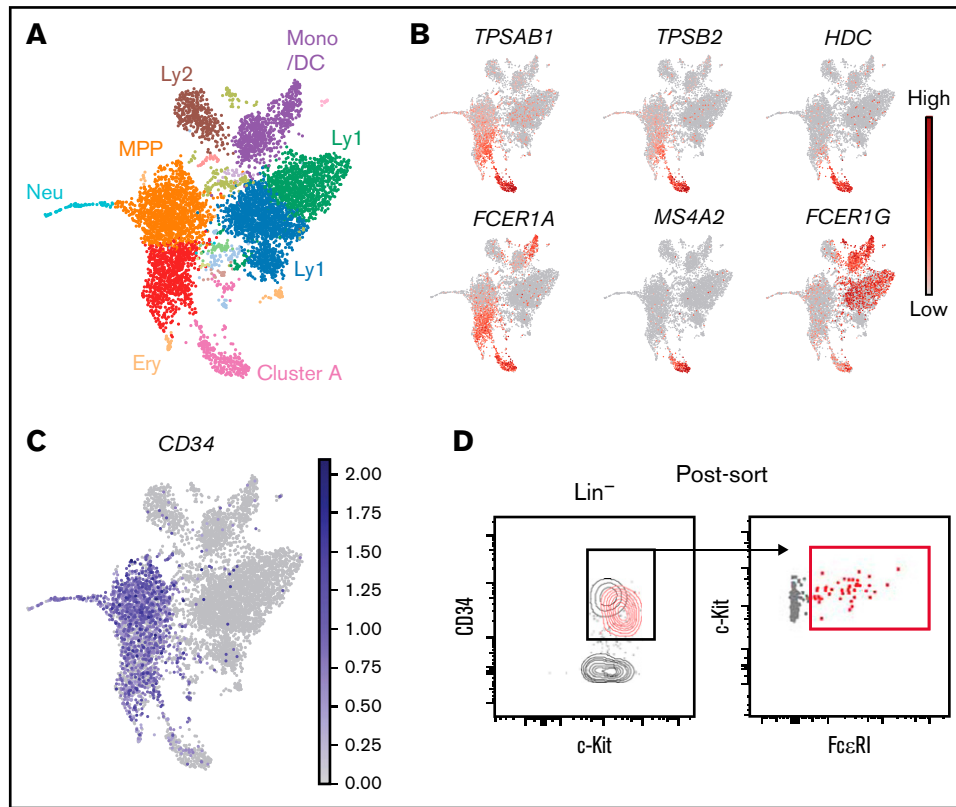 A
Mono
/DC
Ly2
MPP
Ly1
Neu
Ly1
Ery
Cluster A
B
TPSAB1
TPSB2
HDC
High
FCER1A
MS4A2
FCER1G
Low
C
CD34
2.00
1.75
1.50
1.25
1.00
0.75
0.50
0.25
0.00
D
Post-sort
Lin⁻
CD34
c-Kit
c-Kit
FcεRI